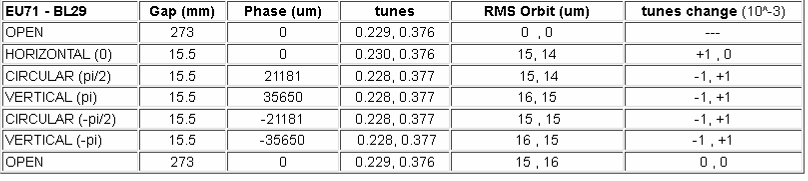 EU71 - BL29 Gap (mm) Phase (um) tunes RMS Orbit (um) tunes change (10^-3)
OPEN 273 0 0.229, 0.376 0 , 0 ---
HORIZONTAL (0) 15.5 0 0.230, 0.376 15, 14 +1 , 0
CIRCULAR (pi/2) 15.5 21181 0.228, 0.377 15, 14 -1, +1
VERTICAL (pi) 15.5 35650 0.228, 0.377 16, 15 -1, +1
CIRCULAR (-pi/2) 15.5 -21181 0.228, 0.377 15 , 15 -1, +1
VERTICAL (-pi) 15.5 -35650 0.228, 0.377 16 , 15 -1 , +1
OPEN 273 0 0.229, 0.376 15 , 16 0 , 0